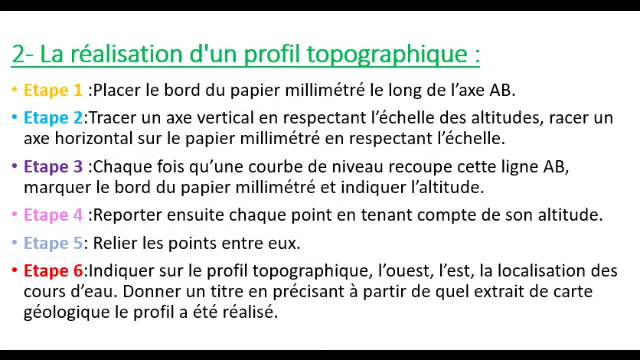 2- La réalisation d'un profil topographique :
• Etape 1 :Placer le bord du papier millimétré le long de l'axe AB.
• Etape 2:Tracer un axe vertical en respectant l'échelle des altitudes, racer un
axe horizontal sur le papier millimétré en respectant l'échelle.
• Etape 3 :Chaque fois qu'une courbe de niveau recoupe cette ligne AB,
marquer le bord du papier millimétré et indiquer l'altitude.
• Etape 4 :Reporter ensuite chaque point en tenant compte de son altitude.
• Etape 5: Relier les points entre eux.
• Etape 6:Indiquer sur le profil topographique, l'ouest, l'est, la localisation des
cours d'eau. Donner un titre en précisant à partir de quel extrait de carte
géologique le profil a été réalisé.